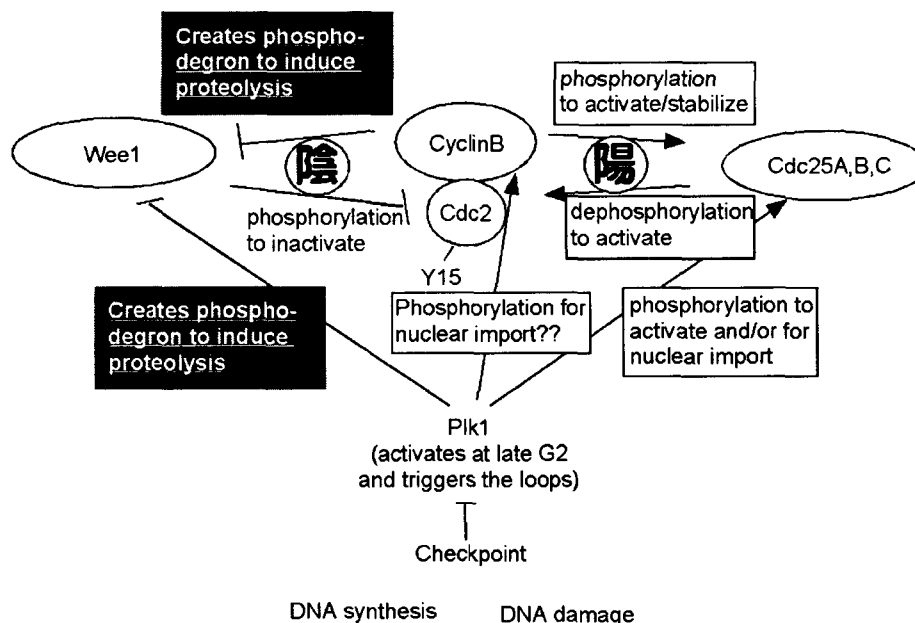 Creates phospho-
degron to induce
proteolysis
phosphorylation
to activate/stabilize
Wee1
CyclinB
Cdc2
Y15
陰
陽
Cdc25A,B,C
phosphorylation
to inactivate
dephosphorylation
to activate
Creates phospho-
degron to induce
proteolysis
Phosphorylation for
nuclear import??
phosphorylation to
activate and/or for
nuclear import
Plk1
(activates at late G2
and triggers the loops)
Checkpoint
DNA synthesis
DNA damage